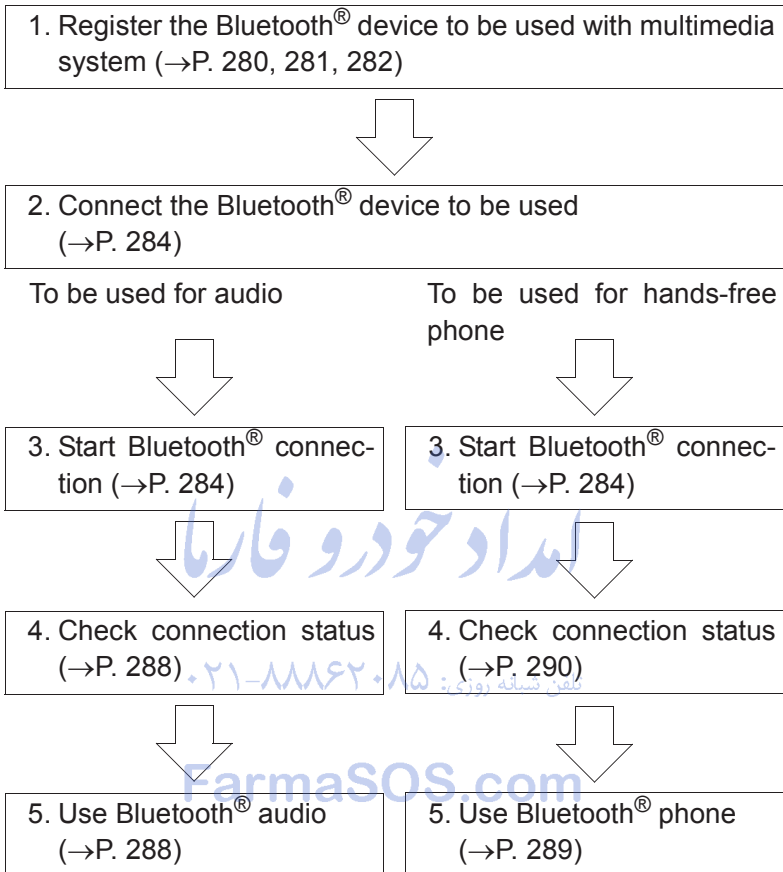 1. Register the Bluetooth® device to be used with multimedia
system (→P. 280, 281, 282)
2. Connect the Bluetooth® device to be used
(→P. 284)
To be used for audio
To be used for hands-free
phone
3. Start Bluetooth® connec-
tion (→P. 284)
3. Start Bluetooth® connec-
tion (→P. 284)
امداد خودرو فارما
4. Check connection status
(→P. 288)
4. Check connection status
(→P. 290)
تلفن شبانه روزی: ۰۲۱-۸۸۸۶۲۰۸۵
FarmaSOS.com
5. Use Bluetooth® audio
(→P. 288)
5. Use Bluetooth® phone
(→P. 289)